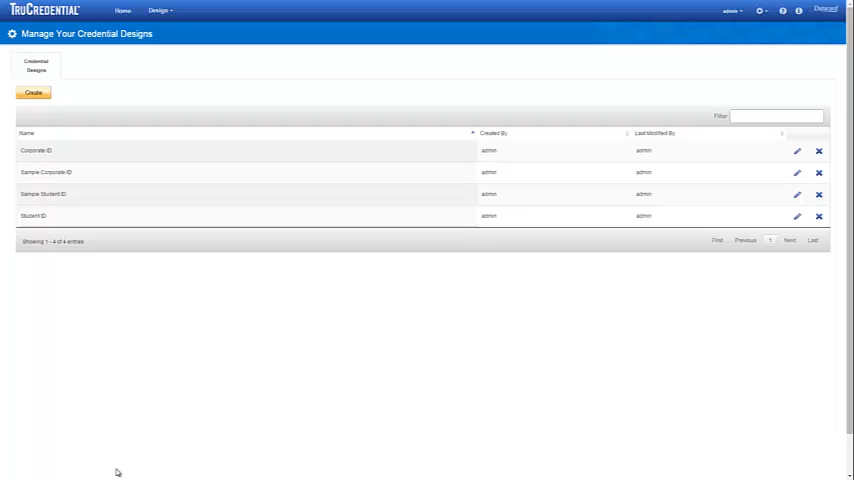 TRUCREDENTIAL™ Home Design admin Datacard
Manage Your Credential Designs
Credential
Designs
Create
Filter
Name Created By Last Modified By
Corporate ID admin admin
Sample Corporate ID admin admin
Sample Student ID admin admin
Student ID admin admin
Showing 1 - 4 of 4 entries First Previous 1 Next Last